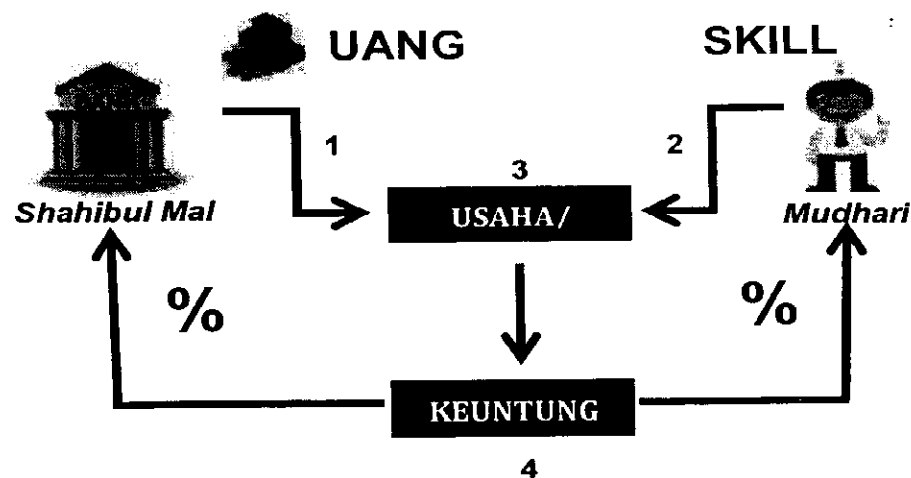 UANG
SKILL
1
2
3
Shahibul Mal
USAHA/
Mudhari
%
%
KEUNTUNG
4